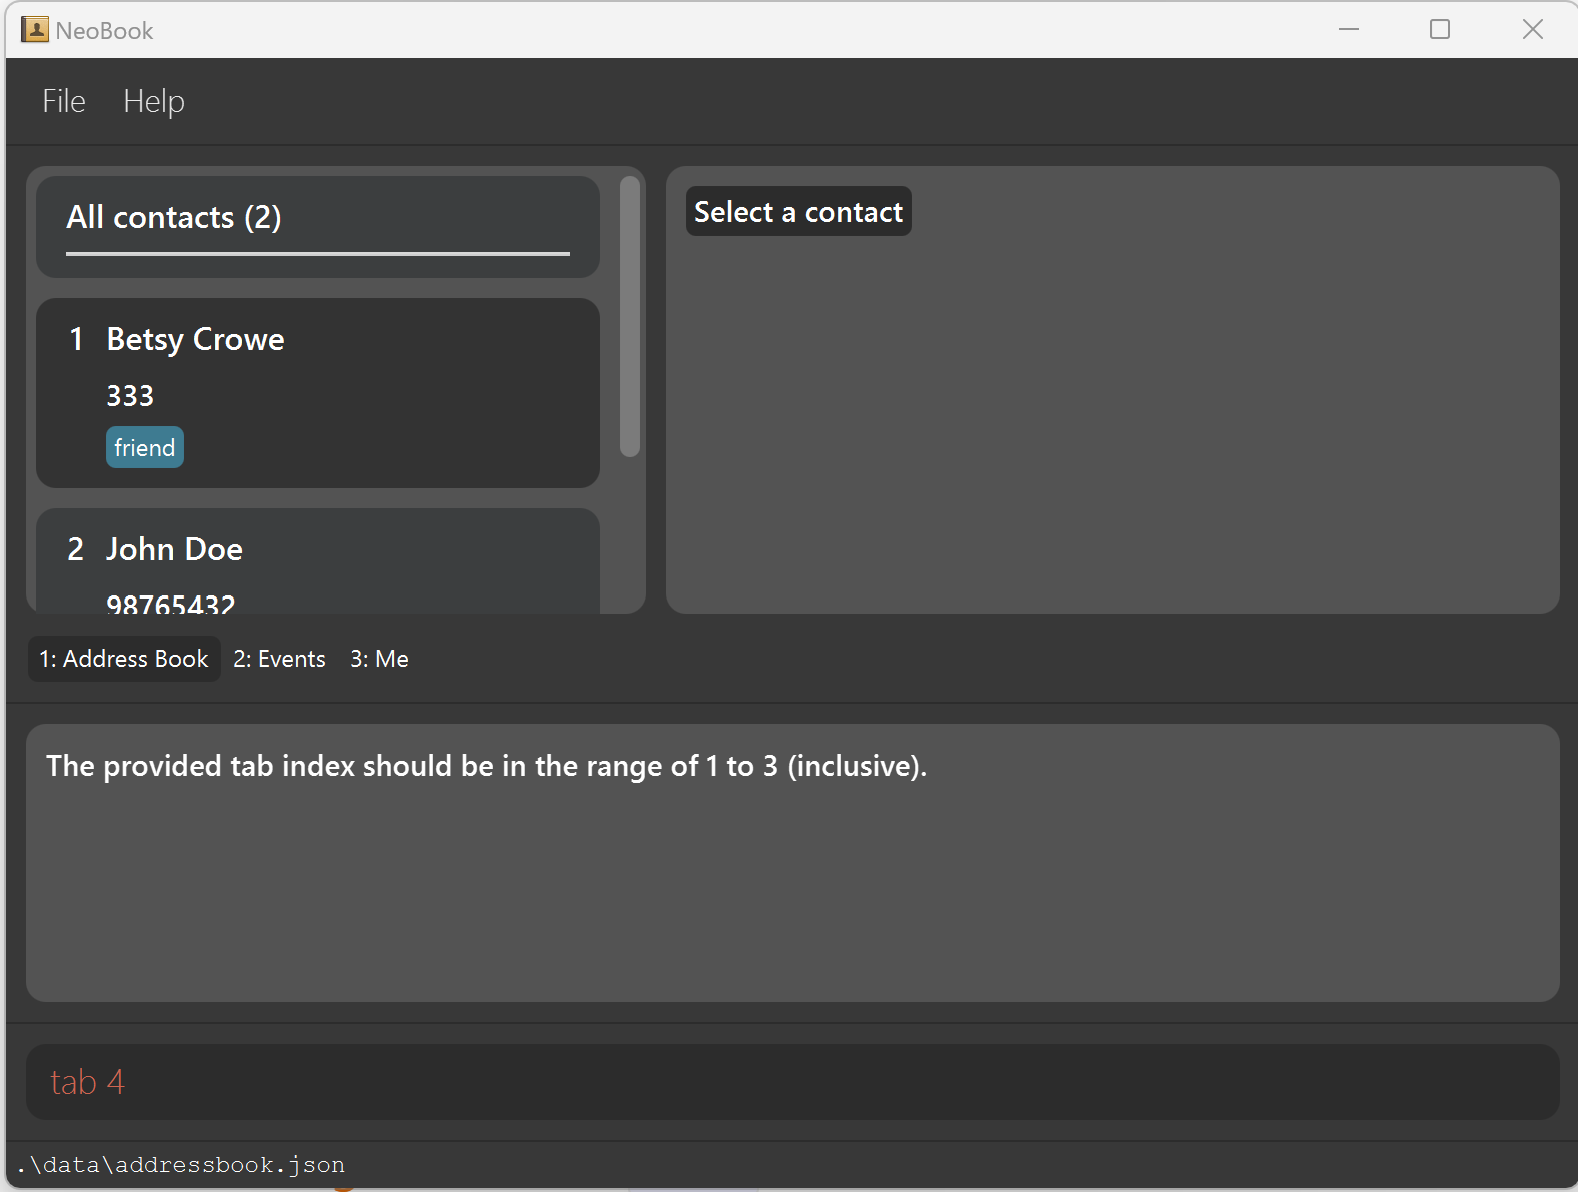 NeoBook
File Help
All contacts (2)
1 Betsy Crowe
333
friend
2 John Doe
98765432
Select a contact
1: Address Book 2: Events 3: Me
The provided tab index should be in the range of 1 to 3 (inclusive).
tab 4
.\data\addressbook.json